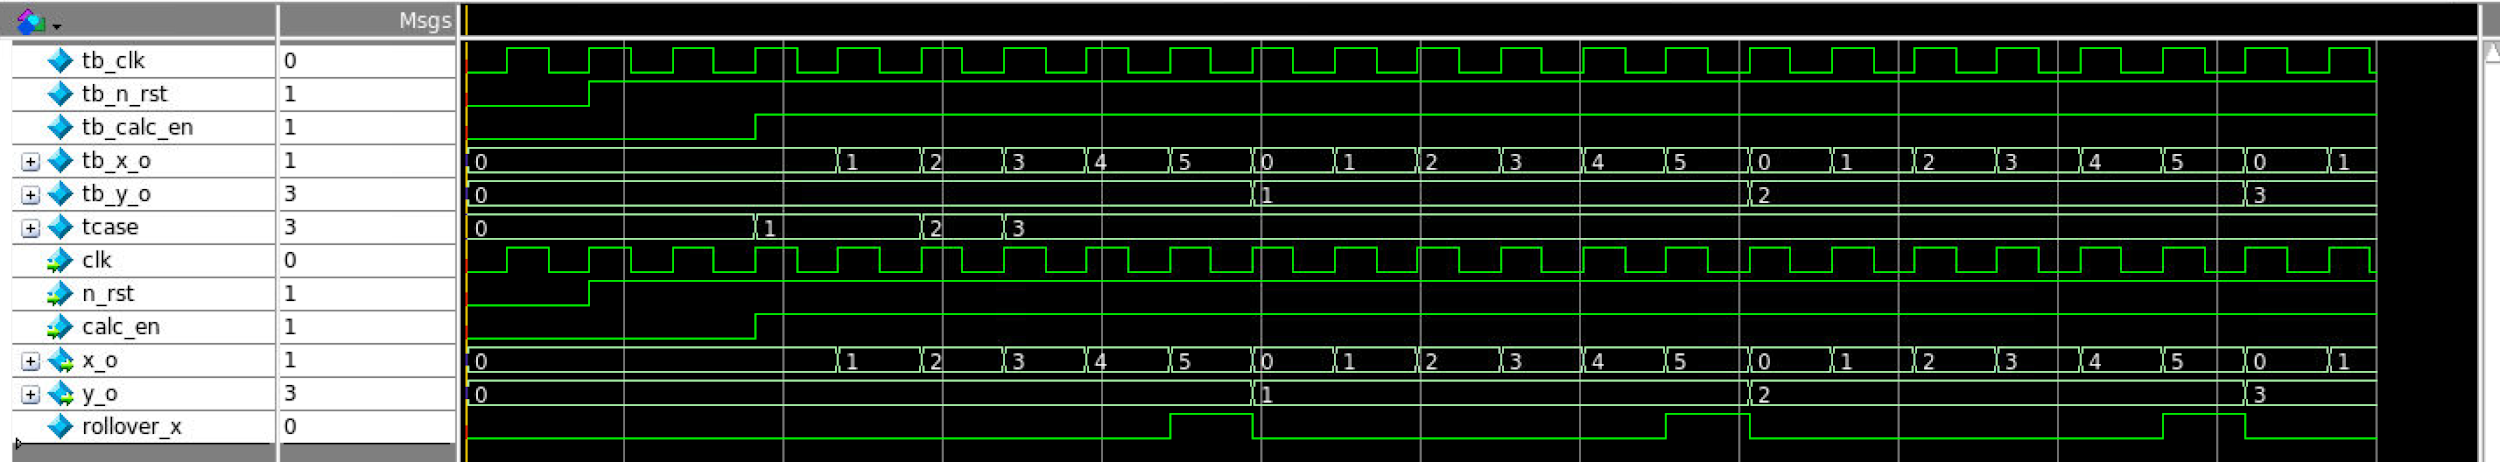 Msgs
tb_clk 0
tb_n_rst 1
tb_calc_en 1
tb_x_o 1 0 1 2 3 4 5 0 1 2 3 4 5 0 1 2 3 4 5 0 1
tb_y_o 3 0 1 2 3
tcase 3 0 1 2 3
clk 0
n_rst 1
calc_en 1
x_o 1 0 1 2 3 4 5 0 1 2 3 4 5 0 1 2 3 4 5 0 1
y_o 3 0 1 2 3
rollover_x 0